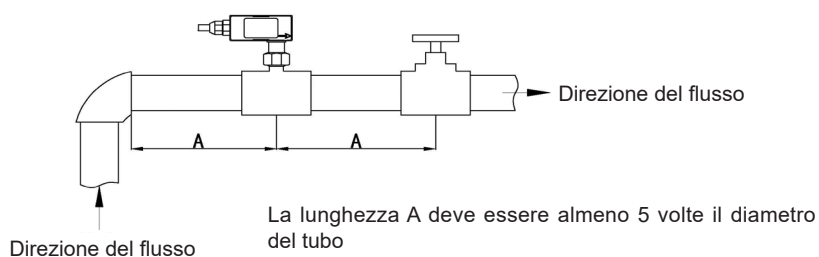 Direzione del flusso
A
A
La lunghezza A deve essere almeno 5 volte il diametro
del tubo
Direzione del flusso